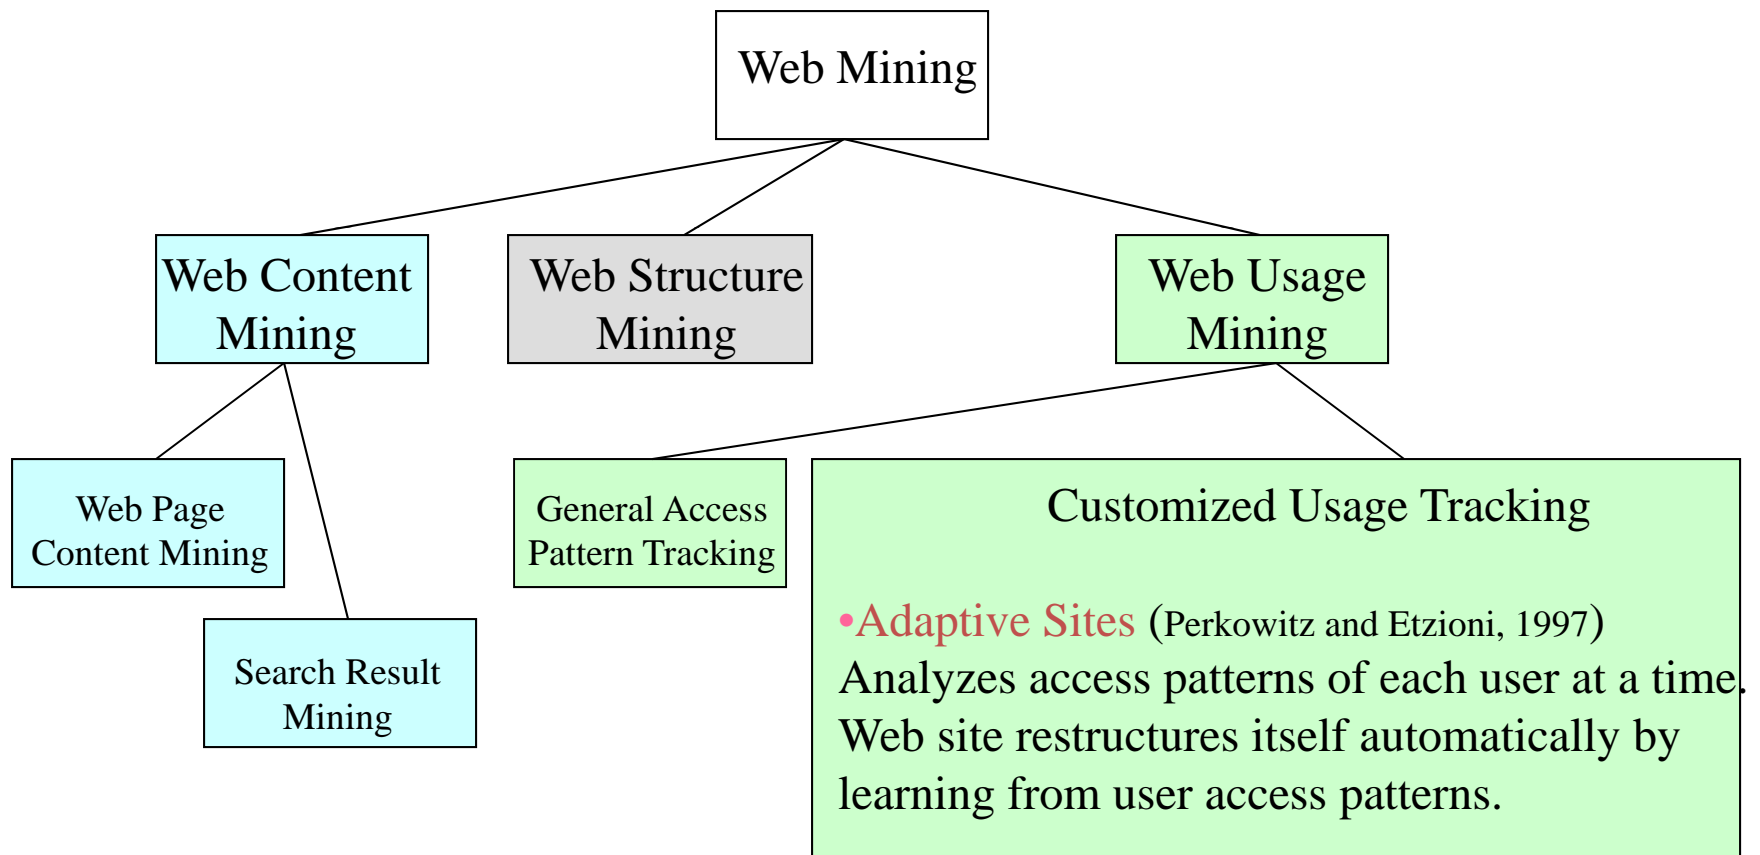 Web Mining
Web Content
Mining
Web Structure
Mining
Web Usage
Mining
Web Page
Content Mining
Search Result
Mining
General Access
Pattern Tracking
Customized Usage Tracking
•Adaptive Sites (Perkowitz and Etzioni, 1997)
Analyzes access patterns of each user at a time.
Web site restructures itself automatically by
learning from user access patterns.